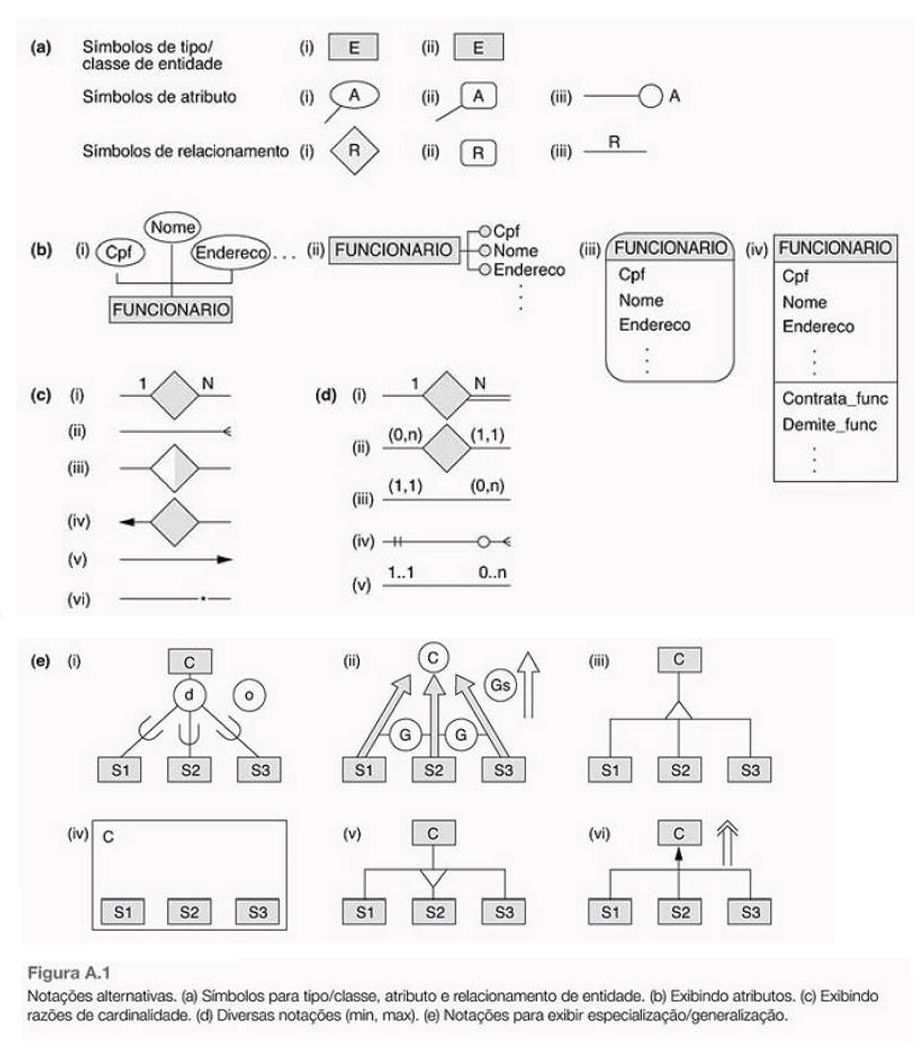 (a) Símbolos de tipo/ (i) E (ii) E
classe de entidade
Símbolos de atributo (i) A (ii) A (iii) A
Símbolos de relacionamento (i) R (ii) R (iii) R
(b) (i) Cpf Nome Endereco ...
FUNCIONARIO
(ii) FUNCIONARIO
Cpf
Nome
Endereco
(iii) FUNCIONARIO
Cpf
Nome
Endereco
(iv) FUNCIONARIO
Cpf
Nome
Endereco
Contrata_func
Demite_func
(c) (i) 1 N
(ii)
(iii)
(iv)
(v)
(vi)
(d) (i) 1 N
(ii) (0,n) (1,1)
(iii) (1,1) (0,n)
(iv)
(v) 1..1 0..n
(e) (i) C
d o
S1 S2 S3
(ii) C
Gs
G G
S1 S2 S3
(iii) C
S1 S2 S3
(iv) C
S1 S2 S3
(v) C
S1 S2 S3
(vi) C
S1 S2 S3
Figura A.1
Notações alternativas. (a) Símbolos para tipo/classe, atributo e relacionamento de entidade. (b) Exibindo atributos. (c) Exibindo
razões de cardinalidade. (d) Diversas notações (min, max). (e) Notações para exibir especialização/generalização.